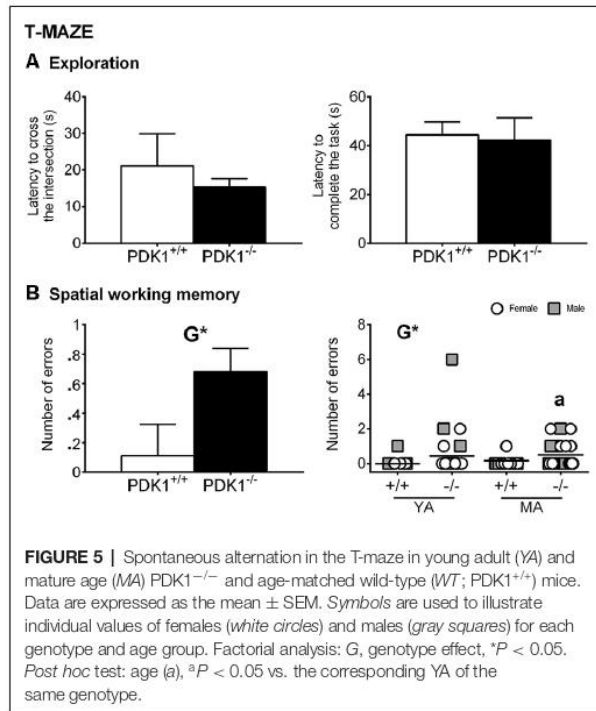 T-MAZE
A Exploration
Latency to cross
the intersection (s)
40
30
20
10
0
PDK1+/+ PDK1-/-
Latency to
complete the task (s)
60
40
20
0
PDK1+/+ PDK1-/-
B Spatial working memory
Number of errors
1
.8
.6
.4
.2
0
G*
PDK1+/+ PDK1-/-
Female Male
Number of errors
8
6
4
2
0
G*
a
+/+ -/- +/+ -/-
YA MA
FIGURE 5 | Spontaneous alternation in the T-maze in young adult (YA) and
mature age (MA) PDK1−/− and age-matched wild-type (WT; PDK1+/+) mice.
Data are expressed as the mean ± SEM. Symbols are used to illustrate
individual values of females (white circles) and males (gray squares) for each
genotype and age group. Factorial analysis: G, genotype effect, *P < 0.05.
Post hoc test: age (a), aP < 0.05 vs. the corresponding YA of the
same genotype.